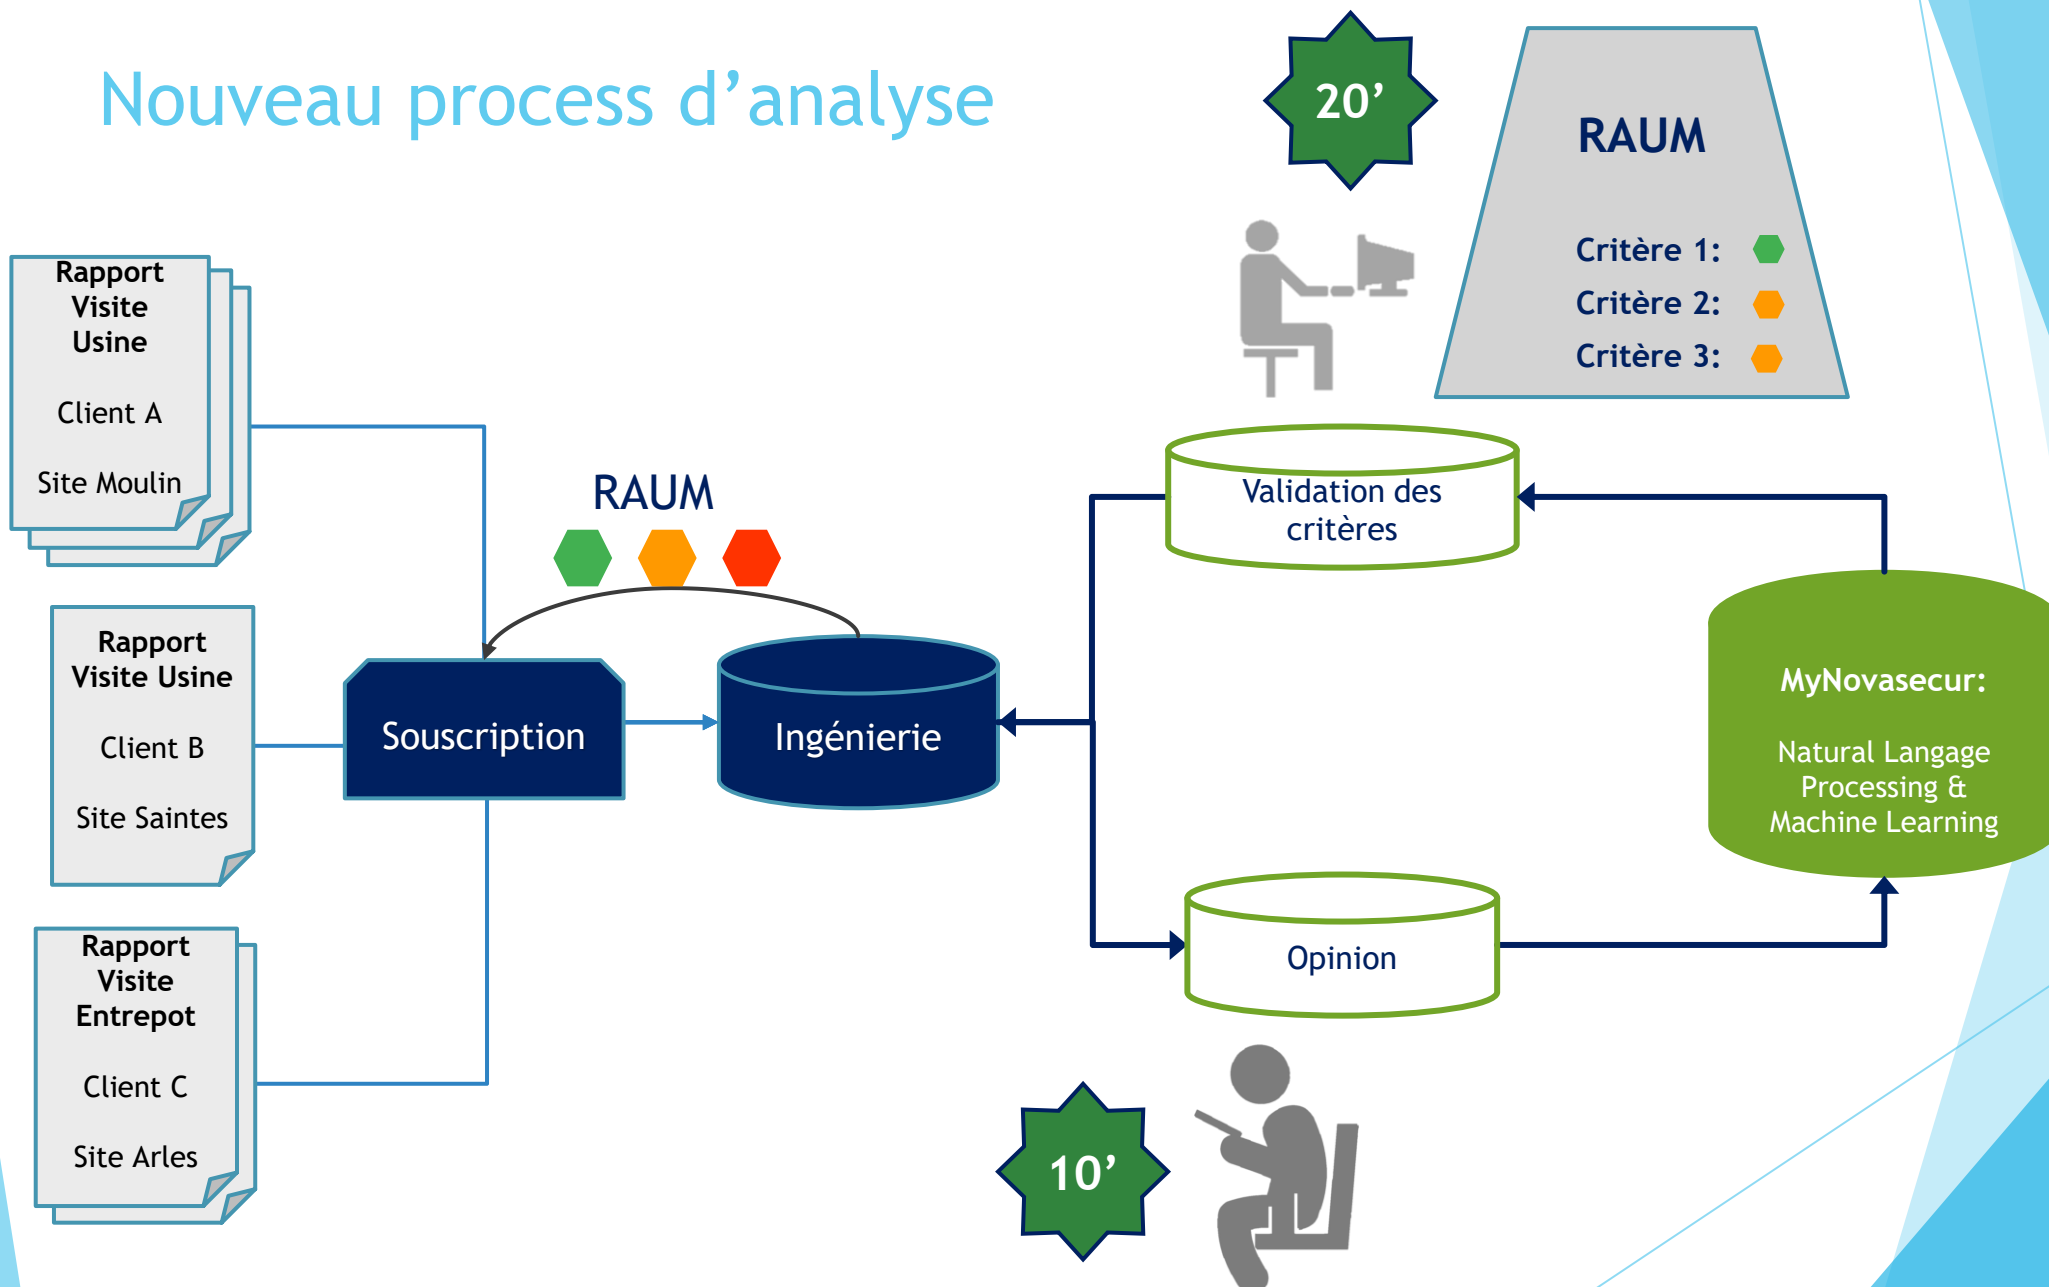 Nouveau process d’analyse
20’
RAUM
Critère 1:
Critère 2:
Critère 3:
Rapport
Visite
Usine
Client A
Site Moulin
RAUM
Validation des
critères
Rapport
Visite Usine
Client B
Site Saintes
Souscription
Ingénierie
MyNovasecur:
Natural Langage
Processing &
Machine Learning
Opinion
Rapport
Visite
Entrepot
Client C
Site Arles
10’